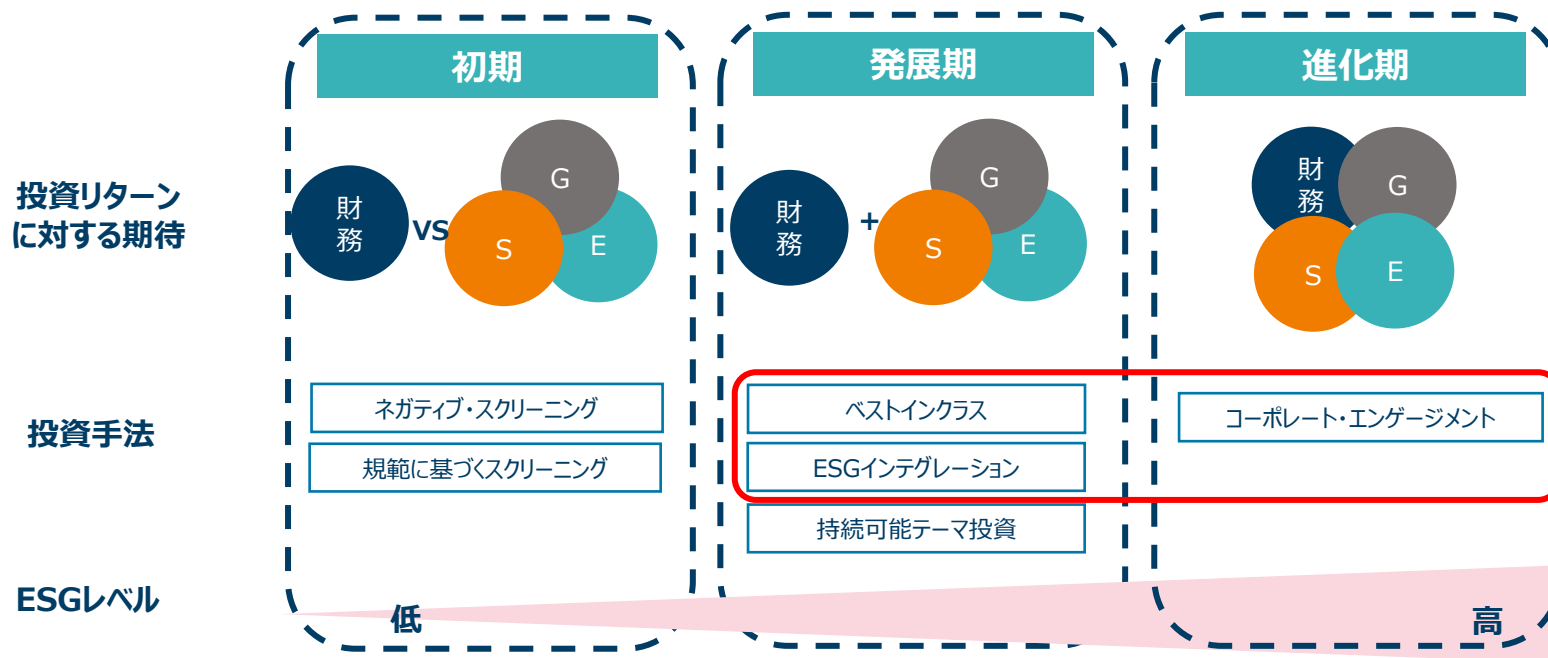 初期
発展期
進化期
投資リターン
に対する期待
財
務
VS
G
S
E
財
務
+
G
S
E
財
務
G
S
E
投資手法
ネガティブ・スクリーニング
規範に基づくスクリーニング
ベストインクラス
ESGインテグレーション
持続可能テーマ投資
コーポレート・エンゲージメント
ESGレベル
低
高